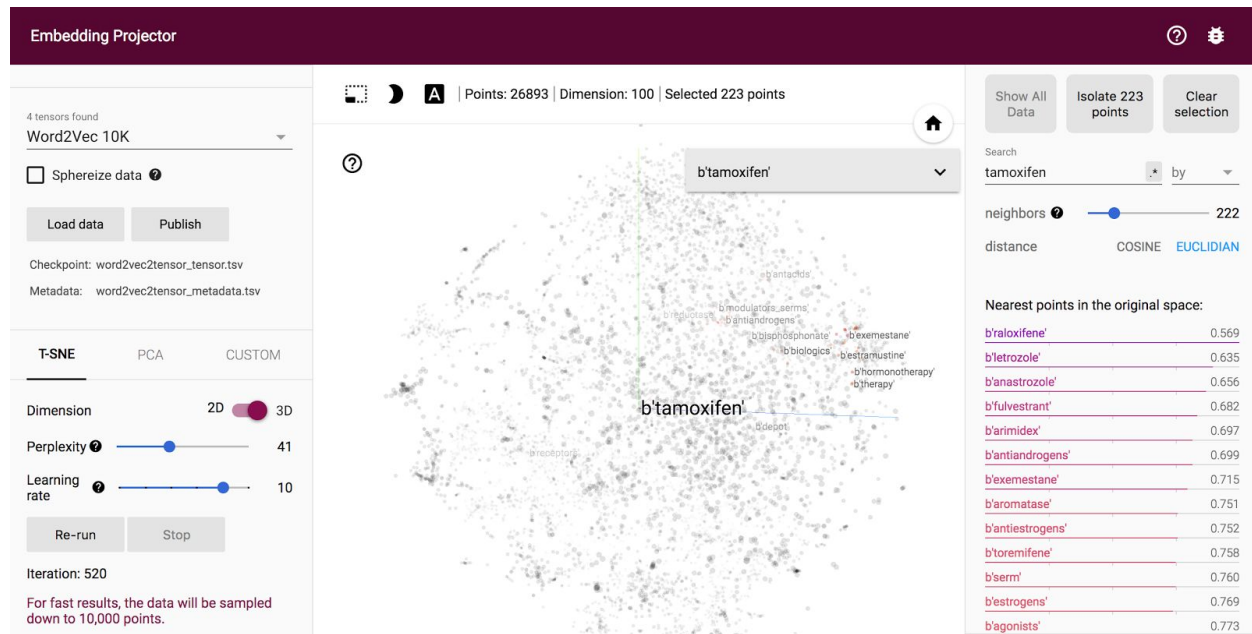 Embedding Projector
4 tensors found
Word2Vec 10K
Sphereize data
Load data Publish
Checkpoint: word2vec2tensor_tensor.tsv
Metadata: word2vec2tensor_metadata.tsv
T-SNE PCA CUSTOM
Dimension 2D 3D
Perplexity 41
Learning rate 10
Re-run Stop
Iteration: 520
For fast results, the data will be sampled
down to 10,000 points.
A | Points: 26893 | Dimension: 100 | Selected 223 points
b'tamoxifen'
b'antacids'
b'modulators_serms'
b'reductase'
b'antiandrogens'
b'bisphosphonate'
b'exemestane'
b'biologics'
b'estramustine'
b'hormonotherapy'
b'therapy'
b'tamoxifen'
b'depot'
b'receptors'
Show All Data
Isolate 223 points
Clear selection
Search
tamoxifen .* by
neighbors 222
distance COSINE EUCLIDIAN
Nearest points in the original space:
b'raloxifene' 0.569
b'letrozole' 0.635
b'anastrozole' 0.656
b'fulvestrant' 0.682
b'arimidex' 0.697
b'antiandrogens' 0.699
b'exemestane' 0.715
b'aromatase' 0.751
b'antiestrogens' 0.752
b'toremifene' 0.758
b'serm' 0.760
b'estrogens' 0.769
b'agonists' 0.773